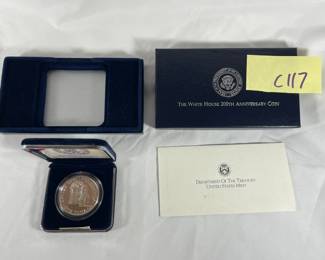 C117
THE WHITE HOUSE 200TH ANNIVERSARY COIN
DEPARTMENT OF THE TREASURY
UNITED STATES MINT